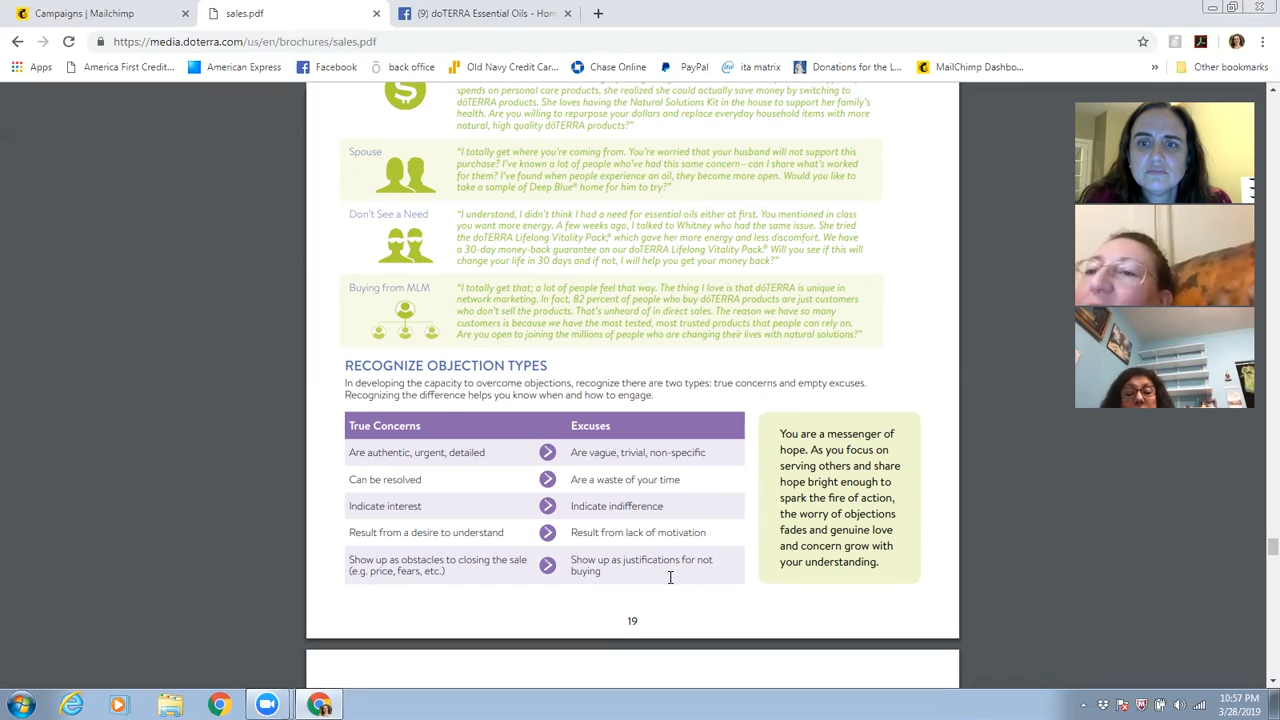 Campaigns | Mailchimp
sales.pdf
(9) doTERRA Essential Oils - Hom
https://media.doterra.com/us/en/brochures/sales.pdf
Apps
America First Credit...
American Express
Facebook
back office
Old Navy Credit Car...
Chase Online
PayPal
ita matrix
Donations for the L...
MailChimp Dashbo...
»
Other bookmarks
spends on personal care products, she realized she could actually save money by switching to
dōTERRA products. She loves having the Natural Solutions Kit in the house to support her family's
health. Are you willing to repurpose your dollars and replace everyday household items with more
natural, high quality dōTERRA products?"
Spouse
"I totally get where you're coming from. You're worried that your husband will not support this
purchase? I've known a lot of people who've had this same concern—can I share what's worked
for them? I've found when people experience an oil, they become more open. Would you like to
take a sample of Deep Blue® home for him to try?"
Don't See a Need
"I understand, I didn't think I had a need for essential oils either at first. You mentioned in class
you want more energy. A few weeks ago, I talked to Whitney who had the same issue. She tried
the dōTERRA Lifelong Vitality Pack,® which gave her more energy and less discomfort. We have
a 30-day money-back guarantee on our dōTERRA Lifelong Vitality Pack.® Will you see if this will
change your life in 30 days and if not, I will help you get your money back?"
Buying from MLM
"I totally get that; a lot of people feel that way. The thing I love is that dōTERRA is unique in
network marketing. In fact, 82 percent of people who buy dōTERRA products are just customers
who don't sell the products. That's unheard of in direct sales. The reason we have so many
customers is because we have the most tested, most trusted products that people can rely on.
Are you open to joining the millions of people who are changing their lives with natural solutions?"
RECOGNIZE OBJECTION TYPES
In developing the capacity to overcome objections, recognize there are two types: true concerns and empty excuses.
Recognizing the difference helps you know when and how to engage.
True Concerns
Excuses
Are authentic, urgent, detailed
Are vague, trivial, non-specific
Can be resolved
Are a waste of your time
Indicate interest
Indicate indifference
Result from a desire to understand
Result from lack of motivation
Show up as obstacles to closing the sale
(e.g. price, fears, etc.)
Show up as justifications for not
buying
You are a messenger of
hope. As you focus on
serving others and share
hope bright enough to
spark the fire of action,
the worry of objections
fades and genuine love
and concern grow with
your understanding.
19
10:57 PM
3/28/2019